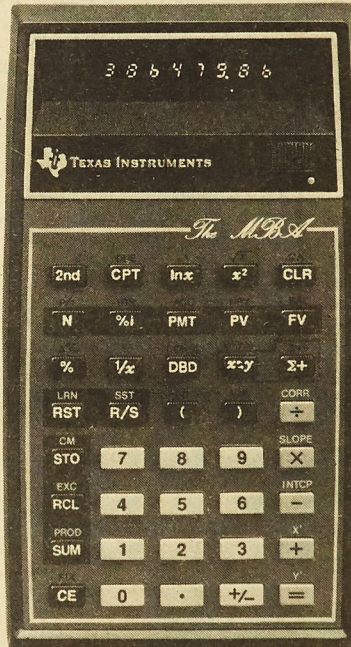 386479.86
TEXAS INSTRUMENTS
The MBA
2nd CPT lnx x² CLR
N %I PMT PV FV
% 1/x DBD x:y Σ+
LRN SST CORR
RST R/S ( ) ÷
CM SLOPE
STO 7 8 9 ×
EXC INTCP
RCL 4 5 6 −
PROD X'
SUM 1 2 3 +
Y'
CE 0 . +/− =